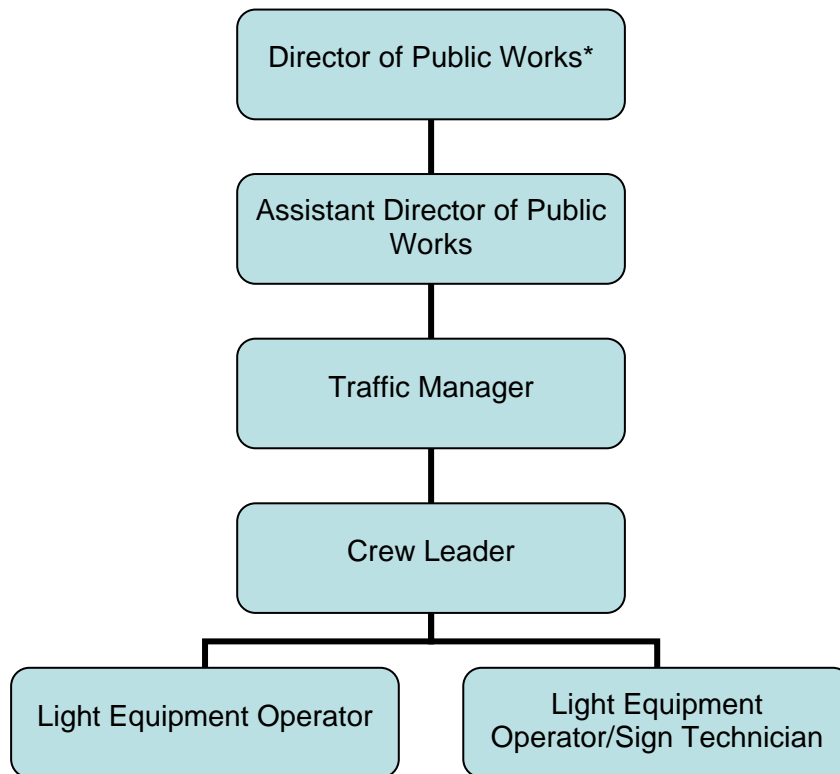 Director of Public Works*
Assistant Director of Public
Works
Traffic Manager
Crew Leader
Light Equipment Operator
Light Equipment
Operator/Sign Technician